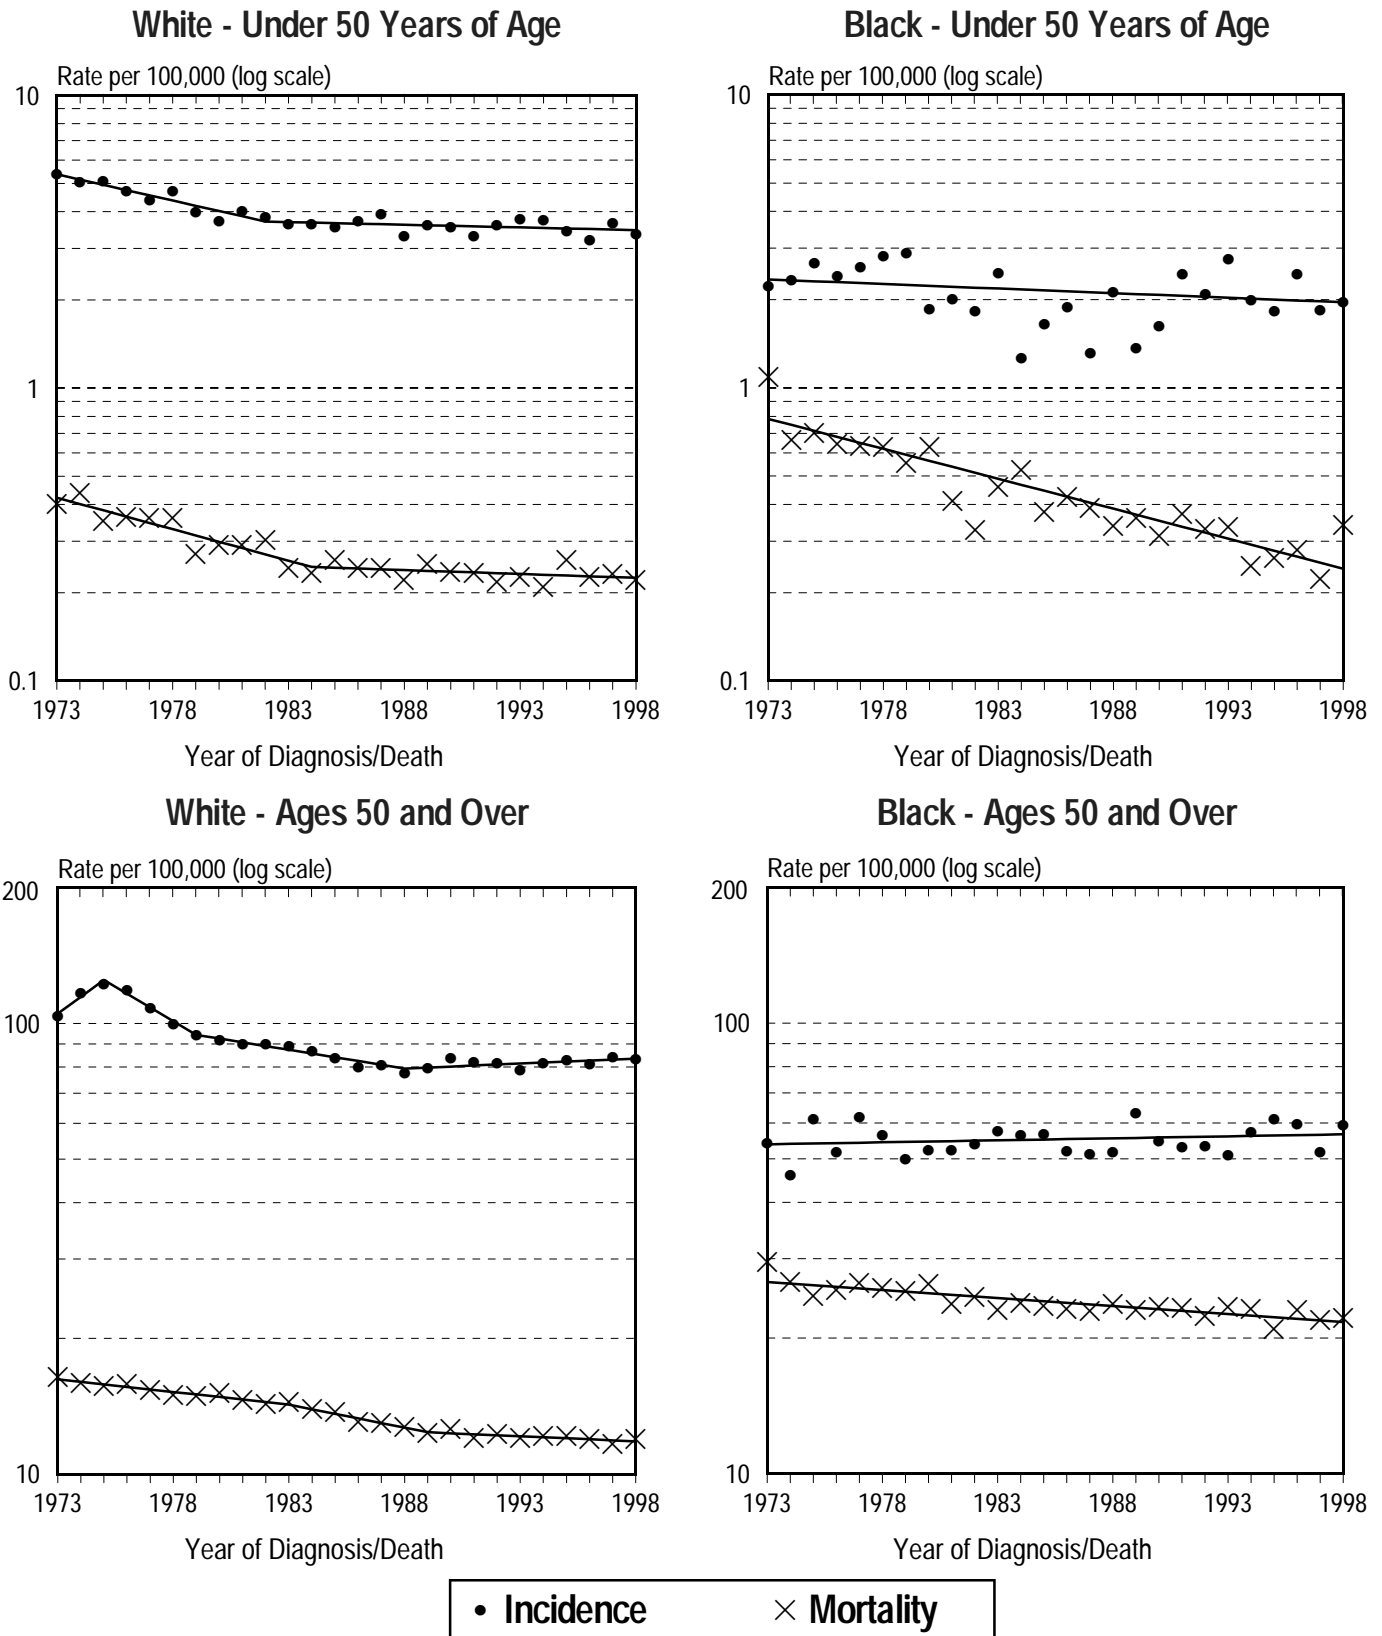 White - Under 50 Years of Age
Rate per 100,000 (log scale)
10
1
0.1
1973 1978 1983 1988 1993 1998
Year of Diagnosis/Death
Black - Under 50 Years of Age
Rate per 100,000 (log scale)
10
1
0.1
1973 1978 1983 1988 1993 1998
Year of Diagnosis/Death
White - Ages 50 and Over
Rate per 100,000 (log scale)
200
100
10
1973 1978 1983 1988 1993 1998
Year of Diagnosis/Death
Black - Ages 50 and Over
Rate per 100,000 (log scale)
200
100
10
1973 1978 1983 1988 1993 1998
Year of Diagnosis/Death
Incidence Mortality